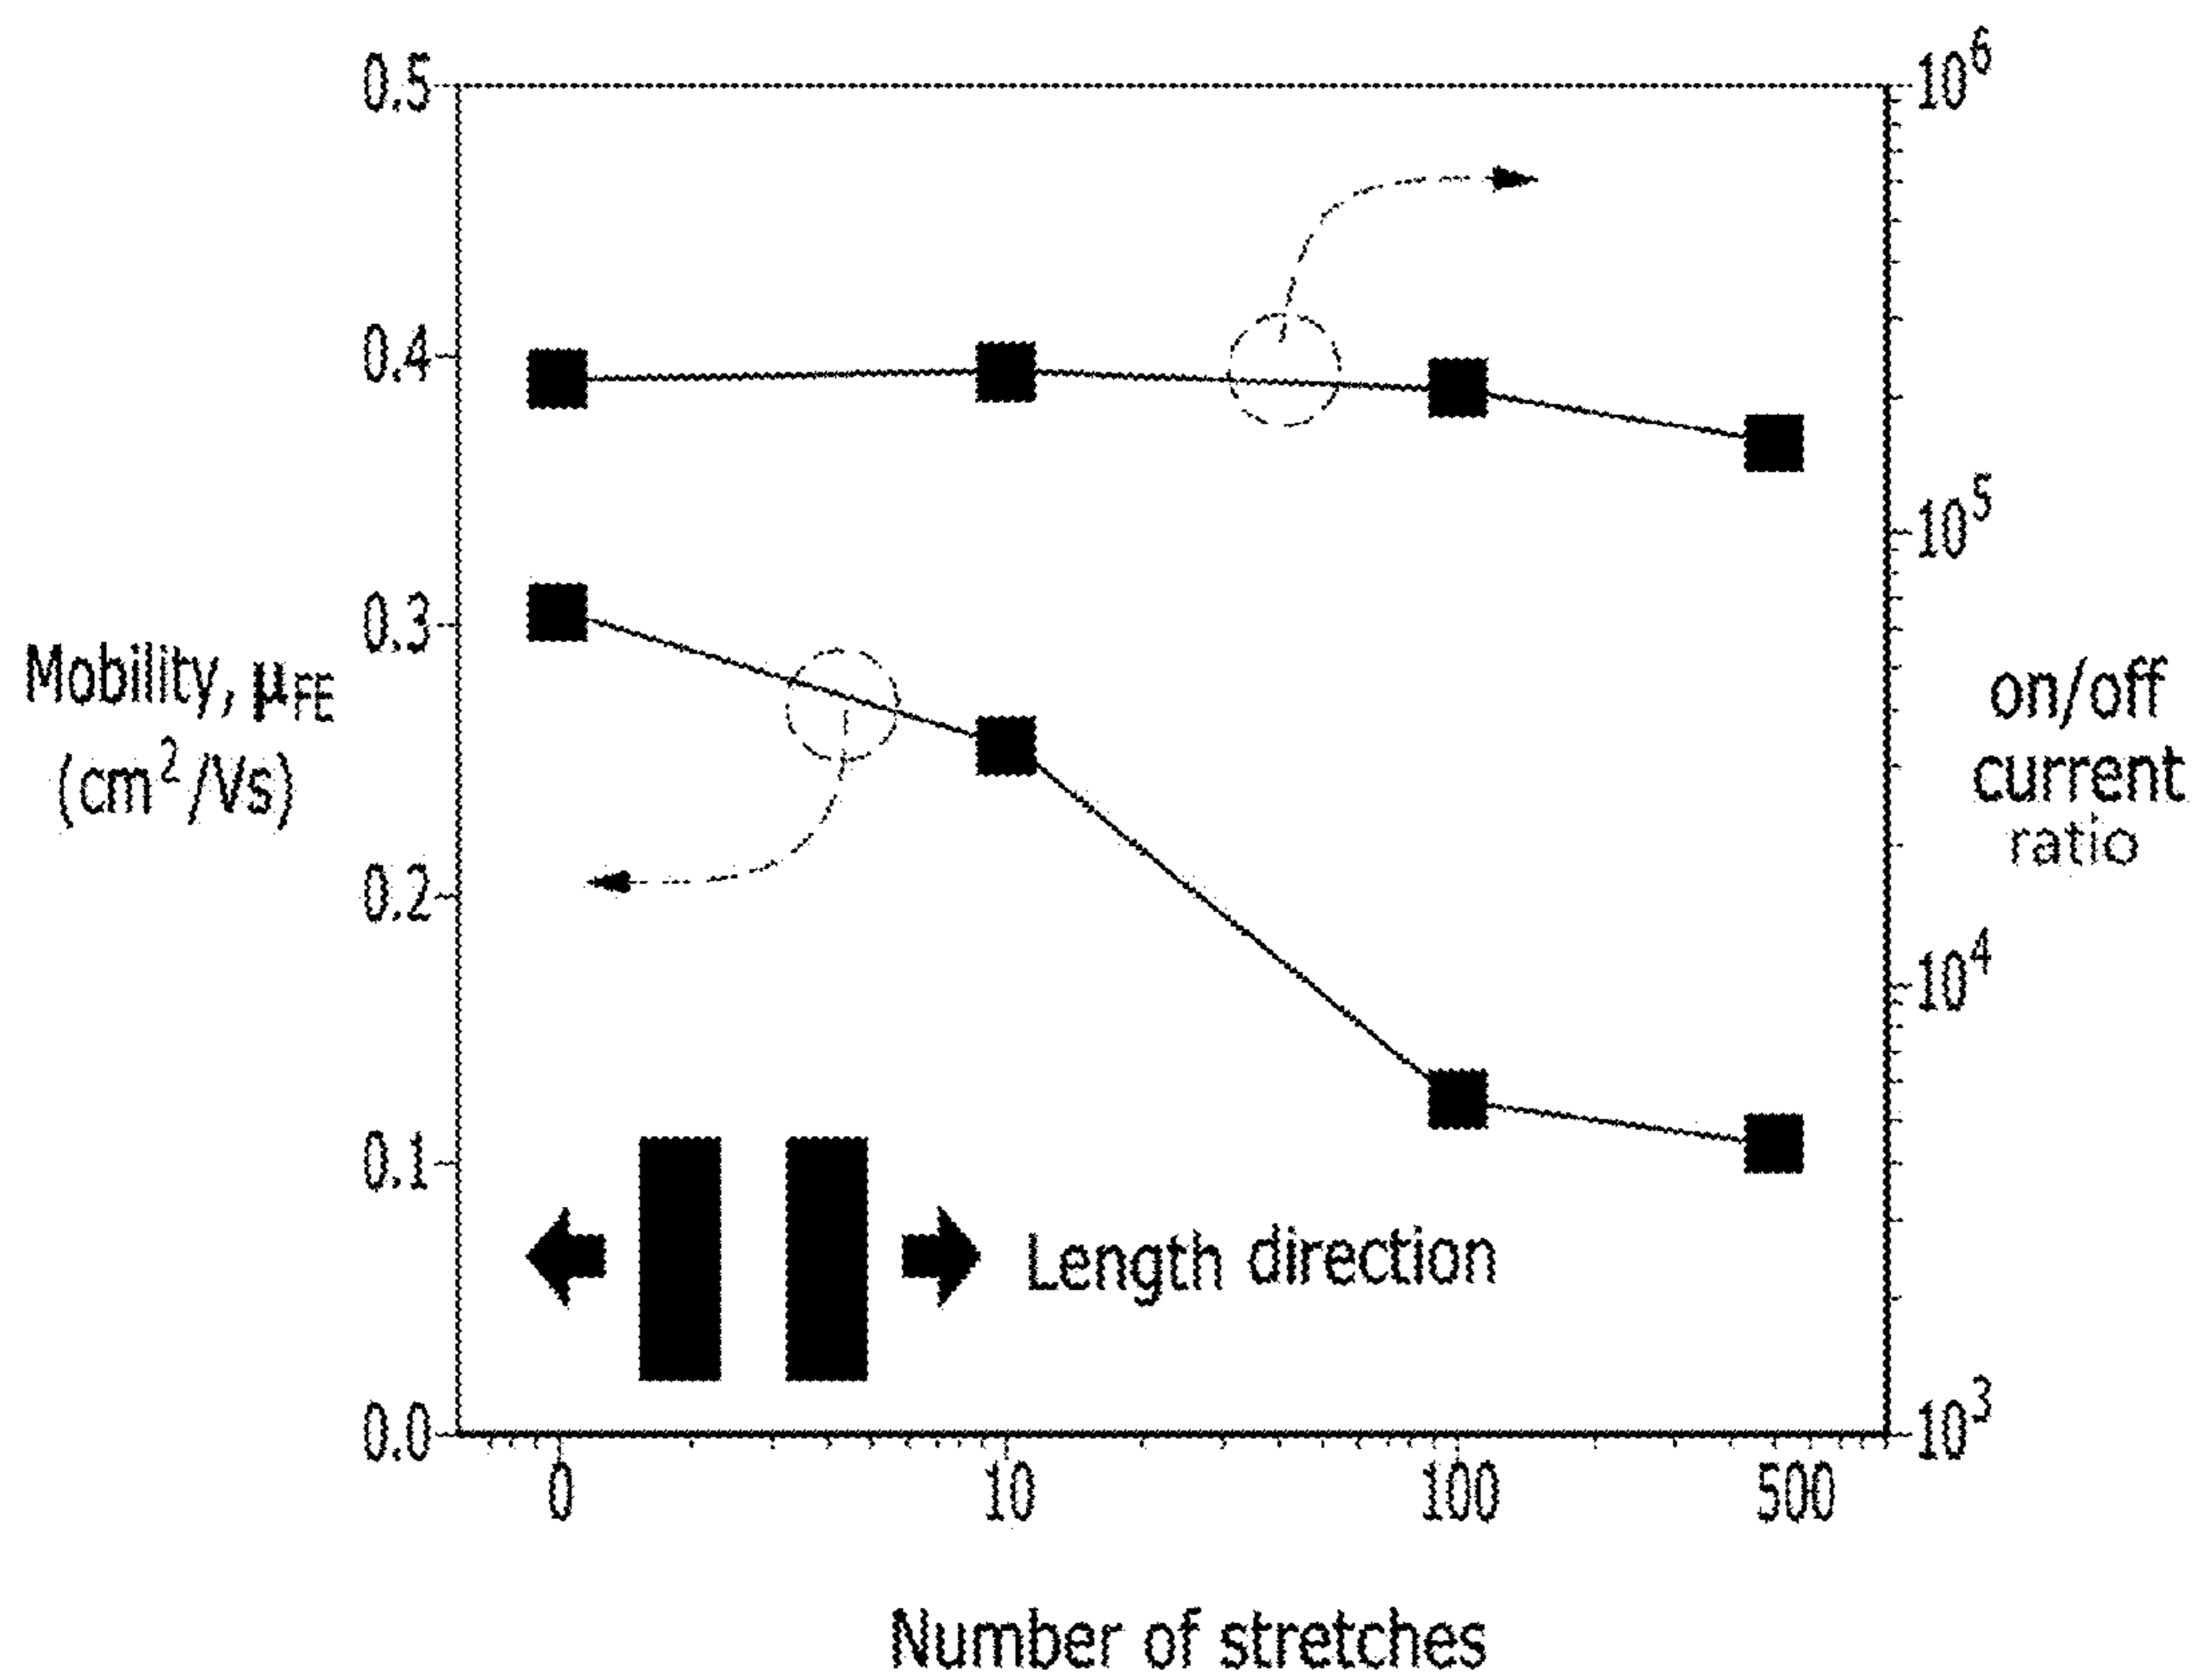 0.5
0.4
0.3
0.2
0.1
0.0
Mobility, μFE
(cm²/Vs)
10⁶
10⁵
10⁴
10³
on/off
current
ratio
Length direction
0 10 100 500
Number of stretches